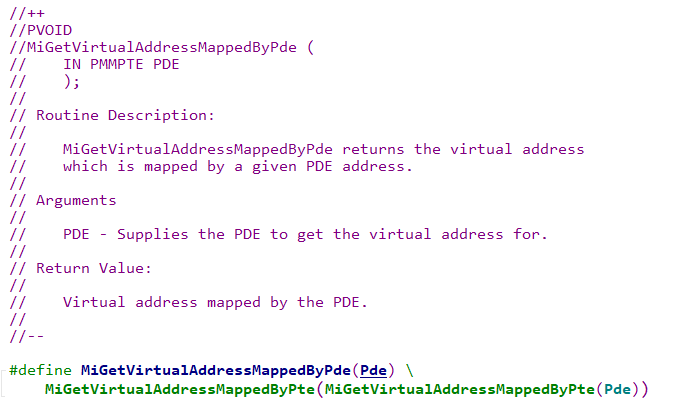 //++
//PVOID
//MiGetVirtualAddressMappedByPde (
//    IN PMMPTE PDE
//    );
//
// Routine Description:
//
//    MiGetVirtualAddressMappedByPde returns the virtual address
//    which is mapped by a given PDE address.
//
// Arguments
//
//    PDE - Supplies the PDE to get the virtual address for.
//
// Return Value:
//
//    Virtual address mapped by the PDE.
//
//--

#define MiGetVirtualAddressMappedByPde(Pde) \
    MiGetVirtualAddressMappedByPte(MiGetVirtualAddressMappedByPte(Pde))